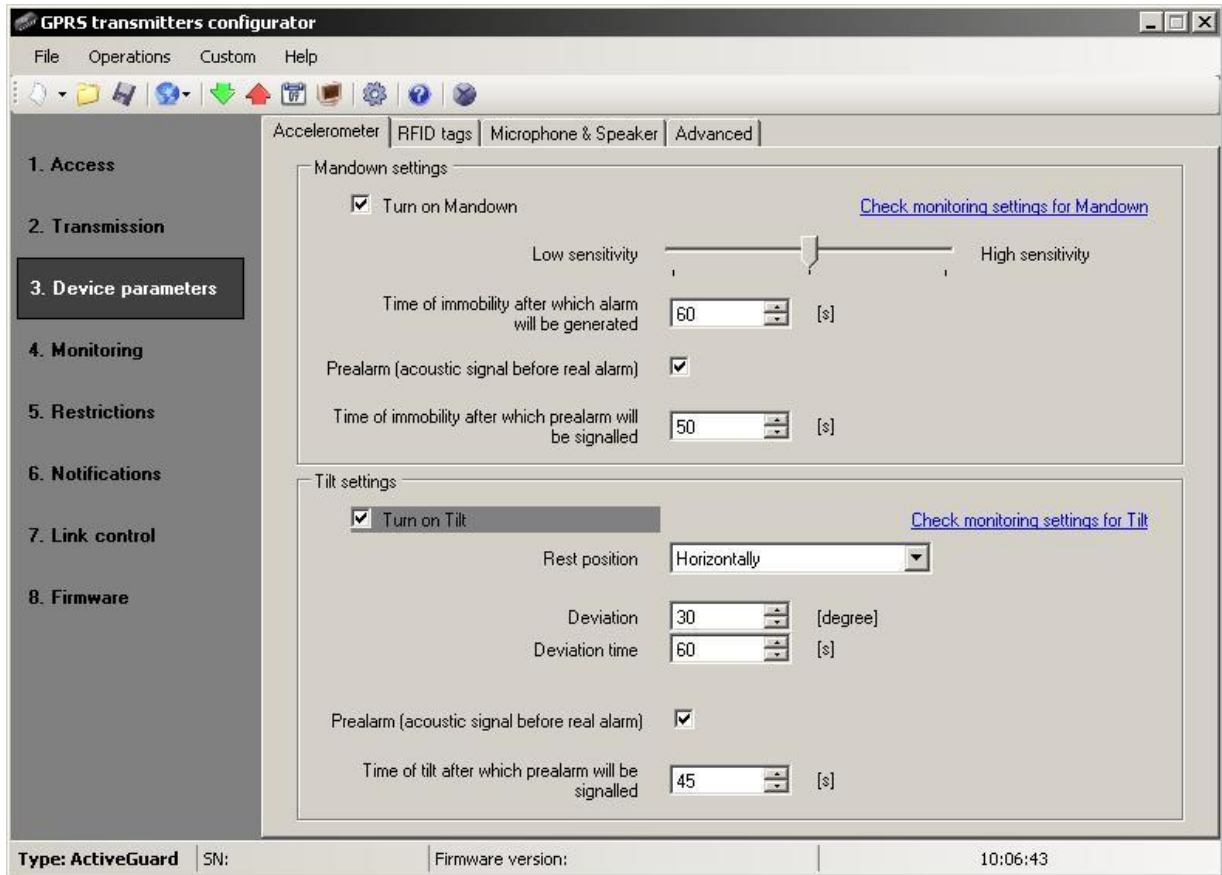 GPRS transmitters configurator
File Operations Custom Help
Accelerometer RFID tags Microphone & Speaker Advanced
1. Access
2. Transmission
3. Device parameters
4. Monitoring
5. Restrictions
6. Notifications
7. Link control
8. Firmware
Mandown settings
Turn on Mandown Check monitoring settings for Mandown
Low sensitivity High sensitivity
Time of immobility after which alarm
will be generated 60 [s]
Prealarm (acoustic signal before real alarm)
Time of immobility after which prealarm will
be signalled 50 [s]
Tilt settings
Turn on Tilt Check monitoring settings for Tilt
Rest position Horizontally
Deviation 30 [degree]
Deviation time 60 [s]
Prealarm (acoustic signal before real alarm)
Time of tilt after which prealarm will be
signalled 45 [s]
Type: ActiveGuard SN: Firmware version: 10:06:43